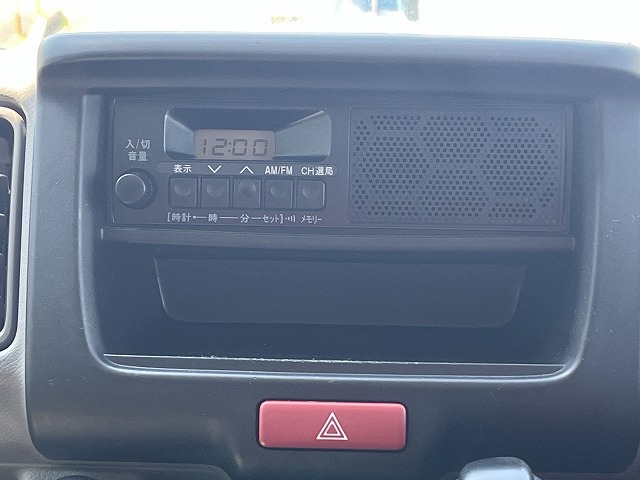 12:00
入/切
音量
表示 ∨ ∧ AM/FM CH選局
[時計 時 分 セット] メモリー